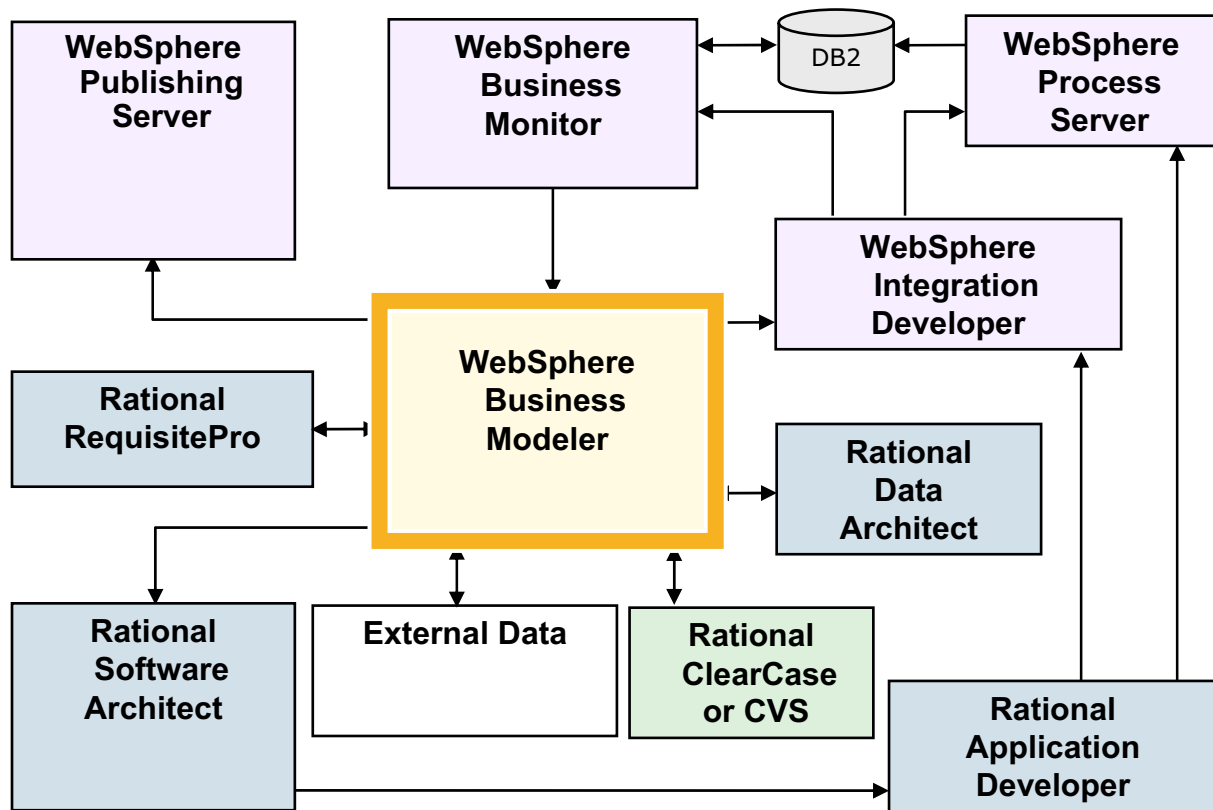 WebSphere
Publishing
Server
WebSphere
Business
Monitor
DB2
WebSphere
Process
Server
WebSphere
Integration
Developer
WebSphere
Business
Modeler
Rational
RequisitePro
Rational
Data
Architect
Rational
Software
Architect
External Data
Rational
ClearCase
or CVS
Rational
Application
Developer